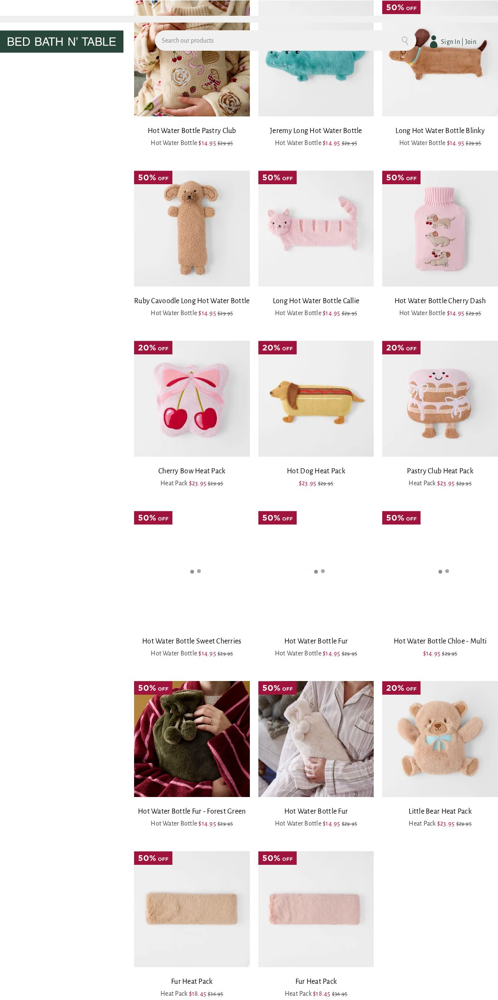 50% OFF
BED BATH N' TABLE
Search our products
Sign In | Join
Hot Water Bottle Pastry Club
Hot Water Bottle $14.95 $29.95
Jeremy Long Hot Water Bottle
Hot Water Bottle $14.95 $29.95
Long Hot Water Bottle Blinky
Hot Water Bottle $14.95 $29.95
50% OFF
50% OFF
50% OFF
Ruby Cavoodle Long Hot Water Bottle
Hot Water Bottle $14.95 $29.95
Long Hot Water Bottle Callie
Hot Water Bottle $14.95 $29.95
Hot Water Bottle Cherry Dash
Hot Water Bottle $14.95 $29.95
20% OFF
20% OFF
20% OFF
Cherry Bow Heat Pack
Heat Pack $23.95 $29.95
Hot Dog Heat Pack
$23.95 $29.95
Pastry Club Heat Pack
Heat Pack $23.95 $29.95
50% OFF
50% OFF
50% OFF
Hot Water Bottle Sweet Cherries
Hot Water Bottle $14.95 $29.95
Hot Water Bottle Fur
Hot Water Bottle $14.95 $29.95
Hot Water Bottle Chloe - Multi
$14.95 $29.95
50% OFF
50% OFF
20% OFF
Hot Water Bottle Fur - Forest Green
Hot Water Bottle $14.95 $29.95
Hot Water Bottle Fur
Hot Water Bottle $14.95 $29.95
Little Bear Heat Pack
Heat Pack $23.95 $29.95
50% OFF
50% OFF
Fur Heat Pack
Heat Pack $18.45 $36.95
Fur Heat Pack
Heat Pack $18.45 $36.95